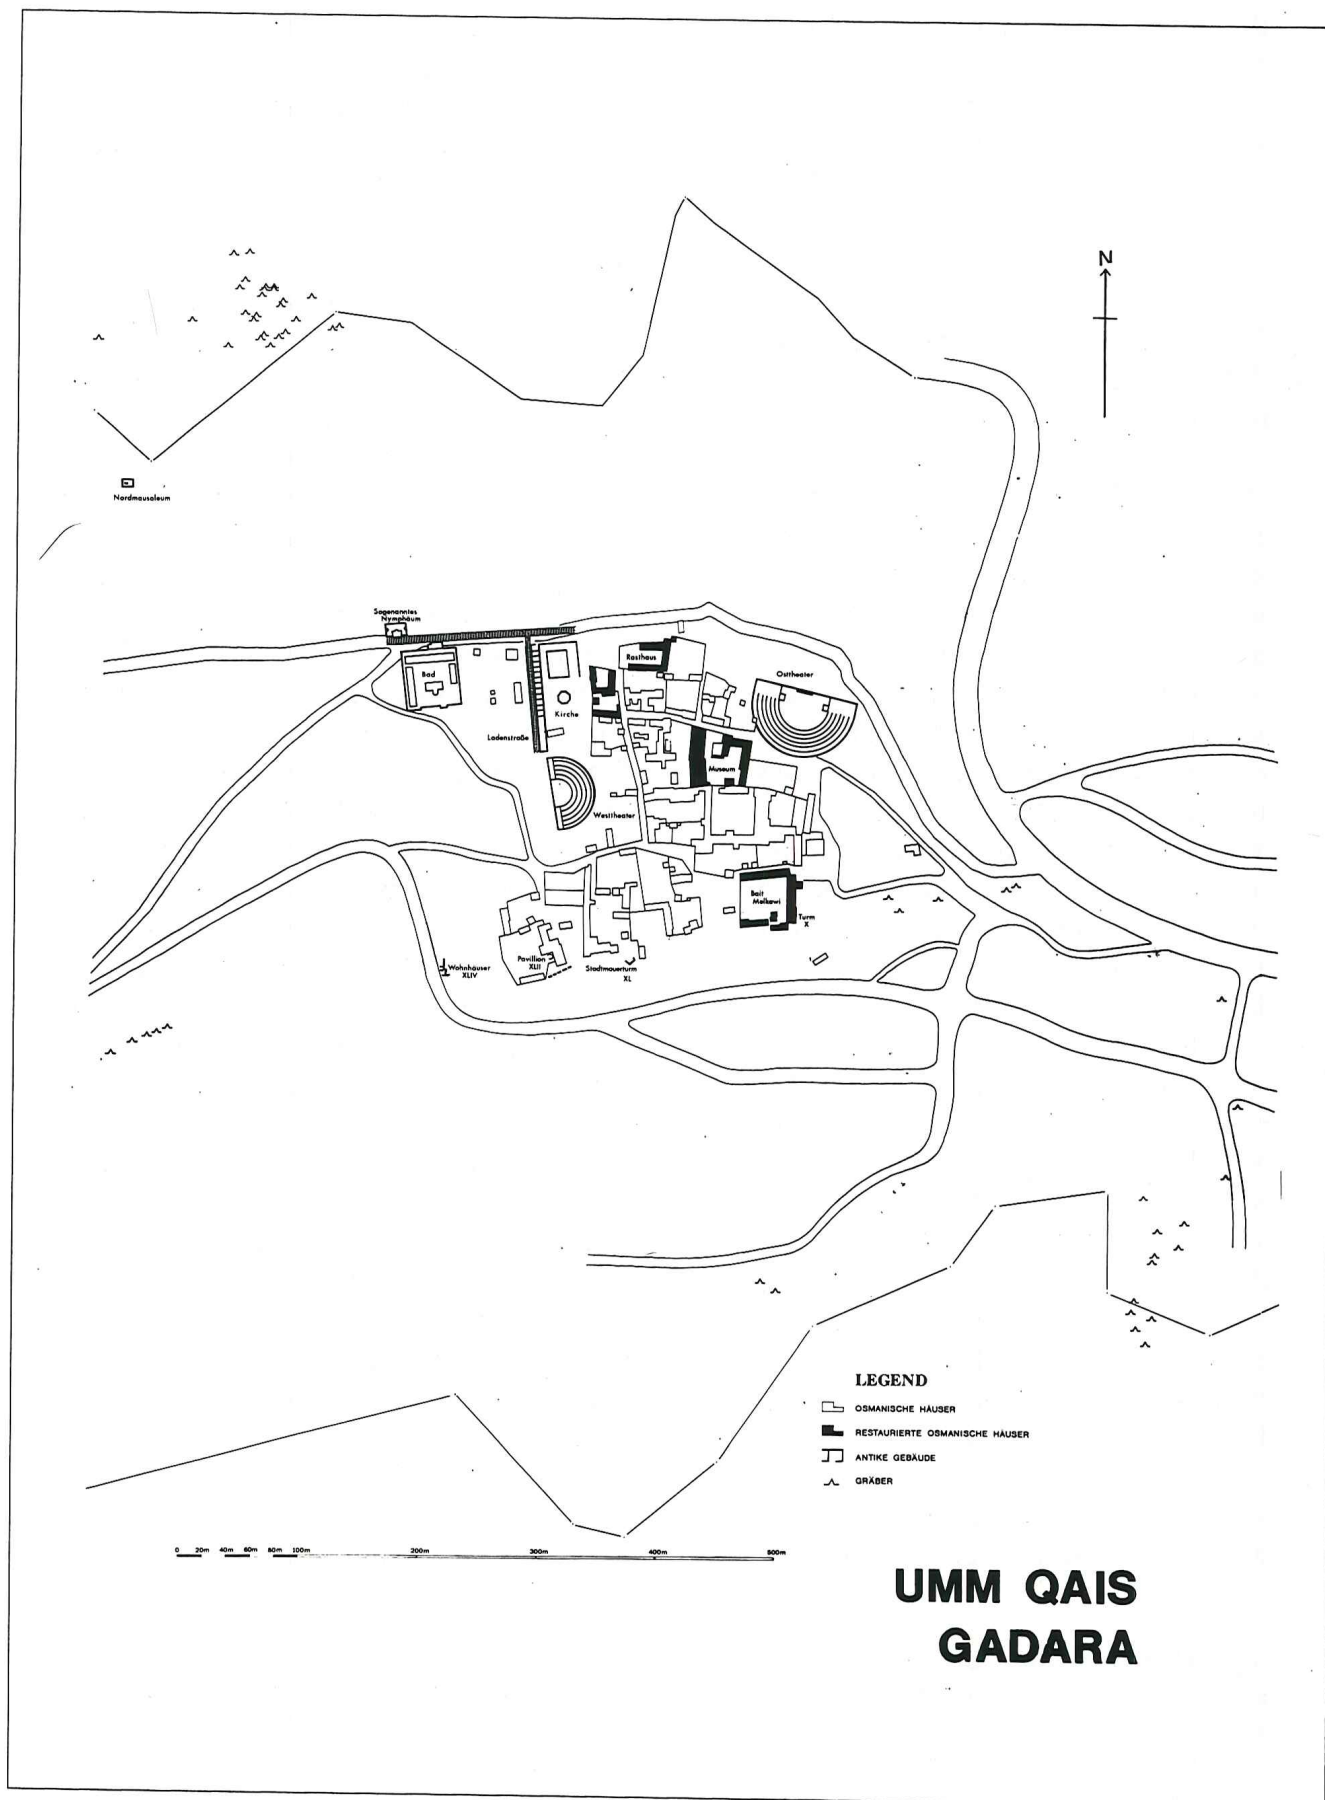 N
Nordmausoleum
Sogenanntes
Nymphäum
Bad
Rasthaus
Osttheater
Kirche
Ladenstraße
Museum
Westtheater
Bait
Melkawi
Turm
X
Pavillion
XLII
Stadtmauerturm
XL
Wohnhäuser
XLIV
LEGEND
OSMANISCHE HÄUSER
RESTAURIERTE OSMANISCHE HÄUSER
ANTIKE GEBÄUDE
GRÄBER
0 20m 40m 60m 80m 100m 200m 300m 400m 500m
UMM QAIS
GADARA